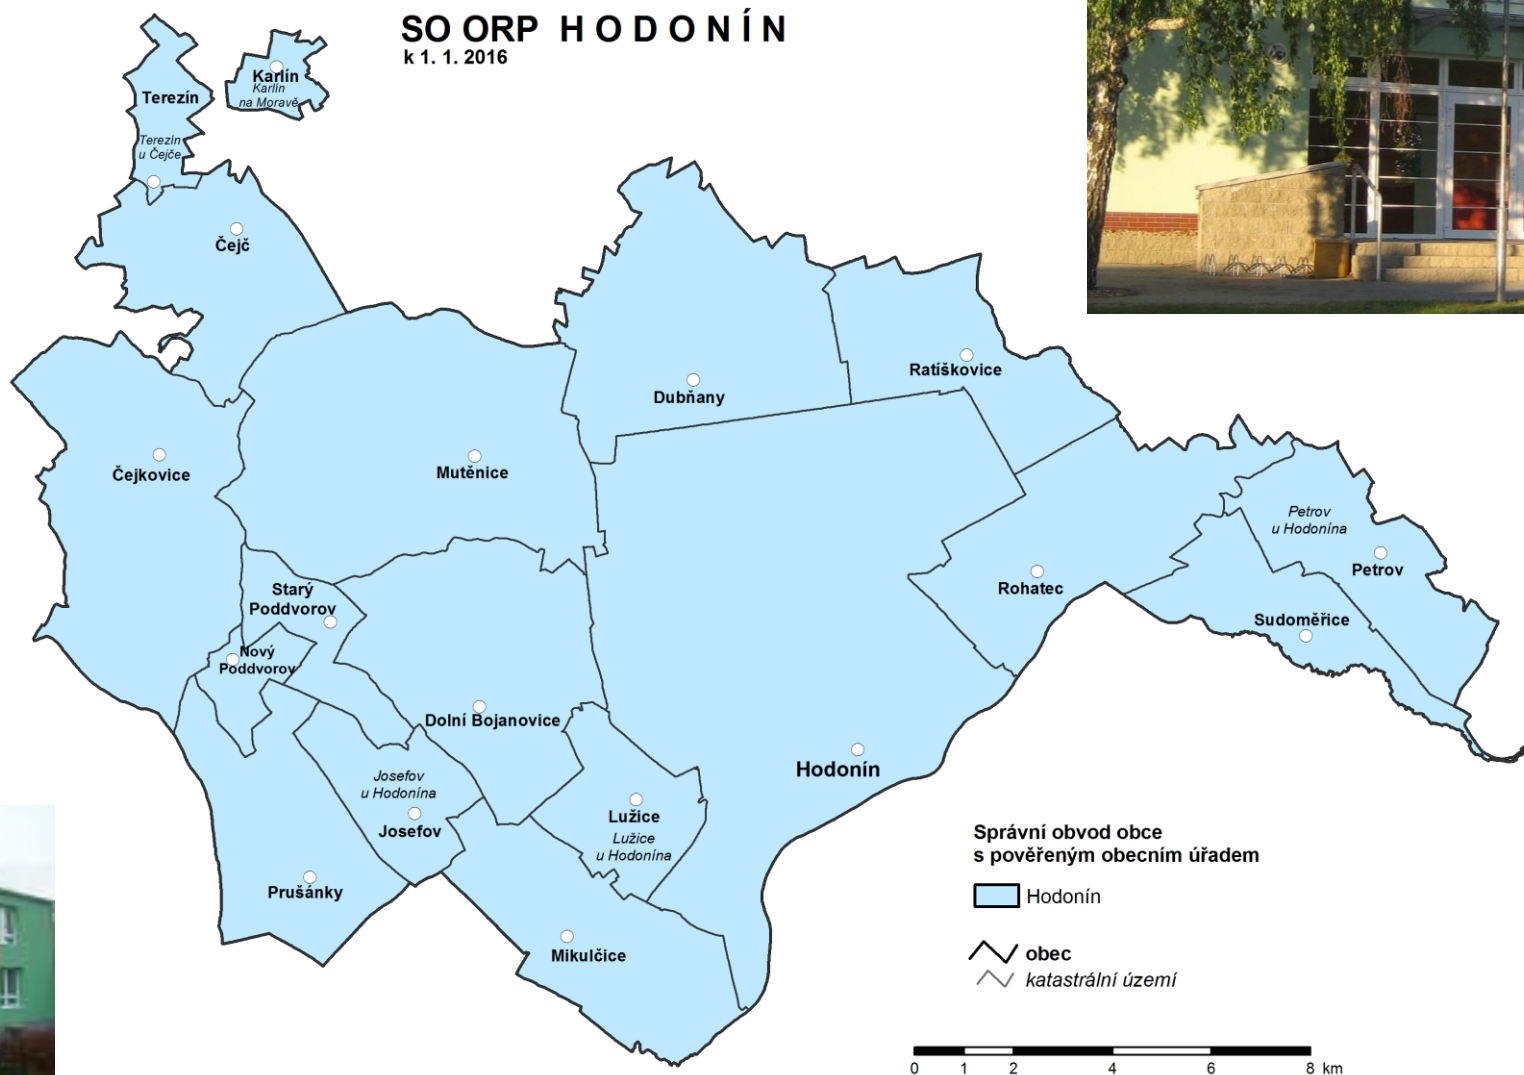 SO ORP HODONÍN
k 1. 1. 2016
Karlín
Karlín
na Moravě
Terezín
Terezín
u Čejče
Čejč
Ratíškovice
Dubňany
Čejkovice
Mutěnice
Petrov
u Hodonína
Petrov
Rohatec
Starý
Poddvorov
Sudoměřice
Nový
Poddvorov
Dolní Bojanovice
Hodonín
Josefov
u Hodonína
Josefov
Lužice
Lužice
u Hodonína
Prušánky
Mikulčice
Správní obvod obce
s pověřeným obecním úřadem
Hodonín
obec
katastrální území
0 1 2 4 6 8 km